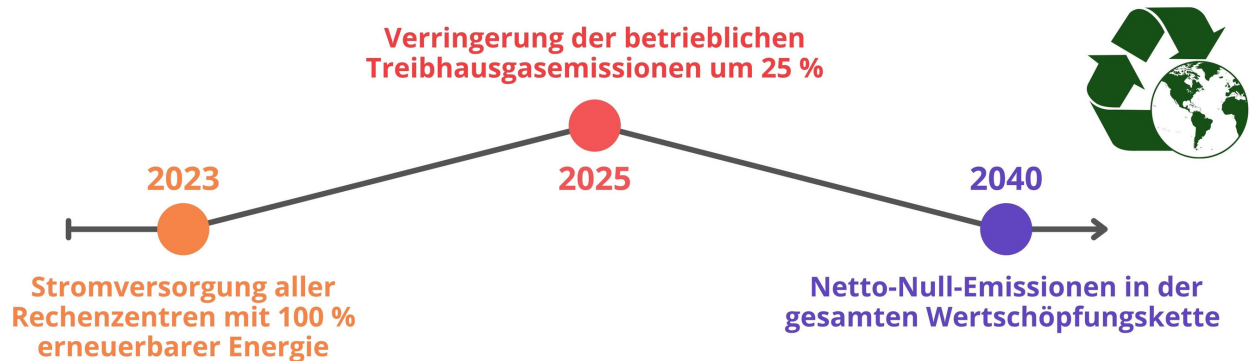 Verringerung der betrieblichen
Treibhausgasemissionen um 25 %
2023
2025
2040
Stromversorgung aller
Rechenzentren mit 100 %
erneuerbarer Energie
Netto-Null-Emissionen in der
gesamten Wertschöpfungskette